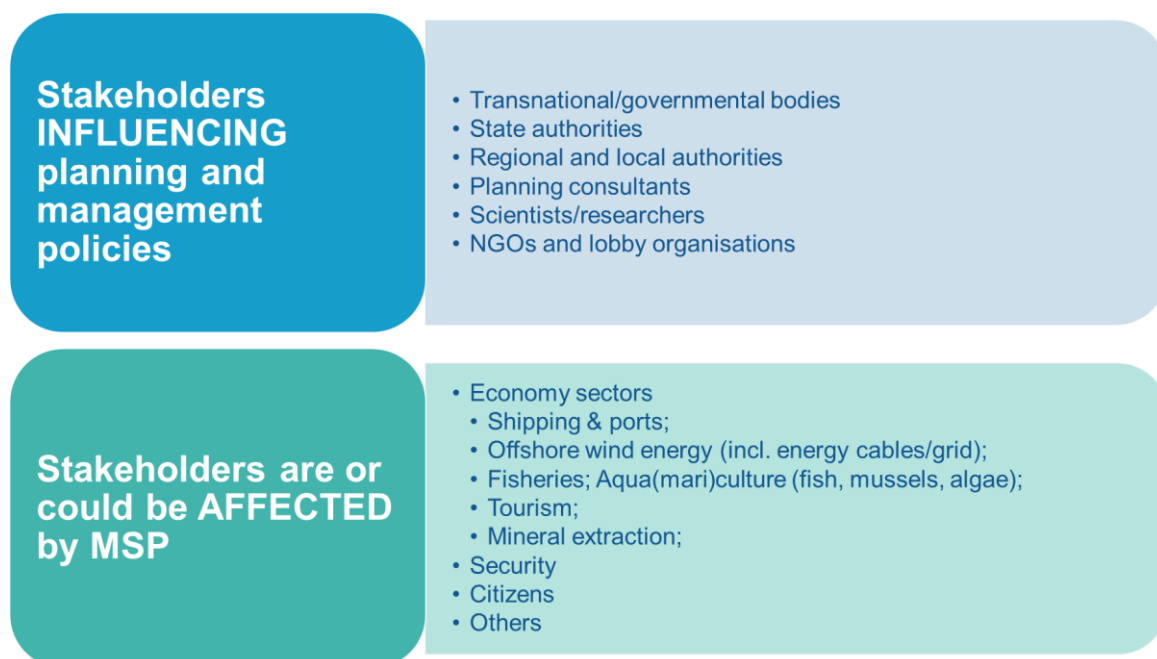 Stakeholders
INFLUENCING
planning and
management
policies
• Transnational/governmental bodies
• State authorities
• Regional and local authorities
• Planning consultants
• Scientists/researchers
• NGOs and lobby organisations
Stakeholders are or
could be AFFECTED
by MSP
• Economy sectors
• Shipping & ports;
• Offshore wind energy (incl. energy cables/grid);
• Fisheries; Aqua(mari)culture (fish, mussels, algae);
• Tourism;
• Mineral extraction;
• Security
• Citizens
• Others